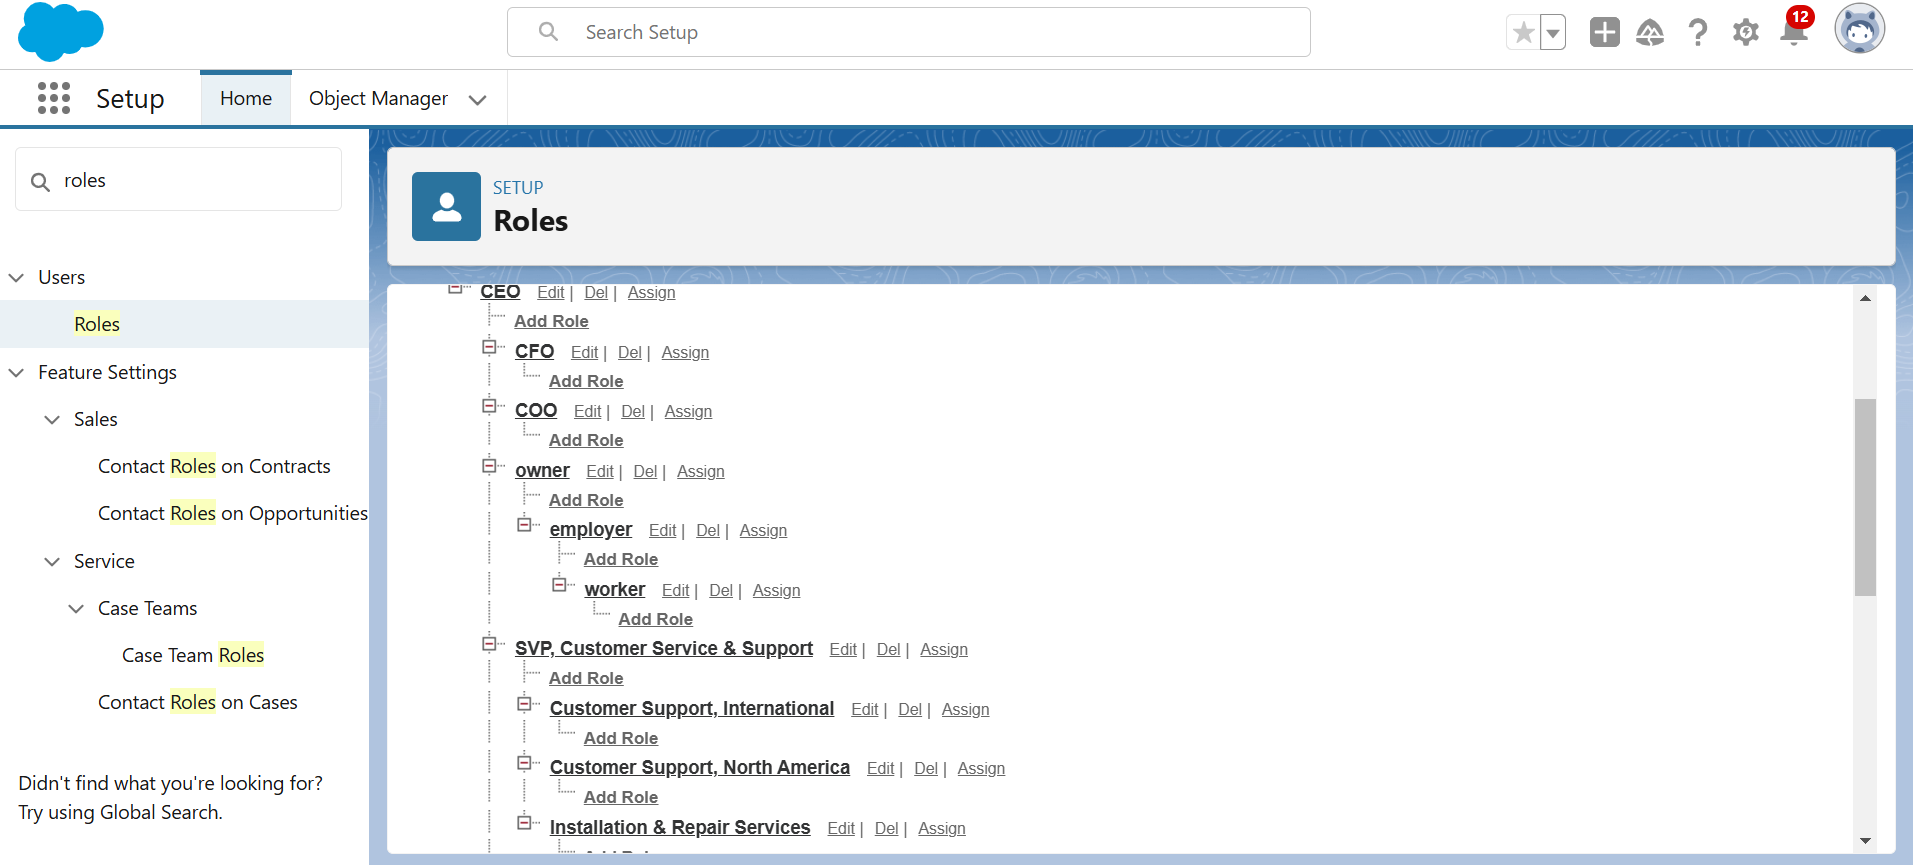 Search Setup
12
Setup
Home
Object Manager
roles
Users
Roles
Feature Settings
Sales
Contact Roles on Contracts
Contact Roles on Opportunities
Service
Case Teams
Case Team Roles
Contact Roles on Cases
Didn't find what you're looking for?
Try using Global Search.
SETUP
Roles
CEO Edit | Del | Assign
Add Role
CFO Edit | Del | Assign
Add Role
COO Edit | Del | Assign
Add Role
owner Edit | Del | Assign
Add Role
employer Edit | Del | Assign
Add Role
worker Edit | Del | Assign
Add Role
SVP, Customer Service & Support Edit | Del | Assign
Add Role
Customer Support, International Edit | Del | Assign
Add Role
Customer Support, North America Edit | Del | Assign
Add Role
Installation & Repair Services Edit | Del | Assign